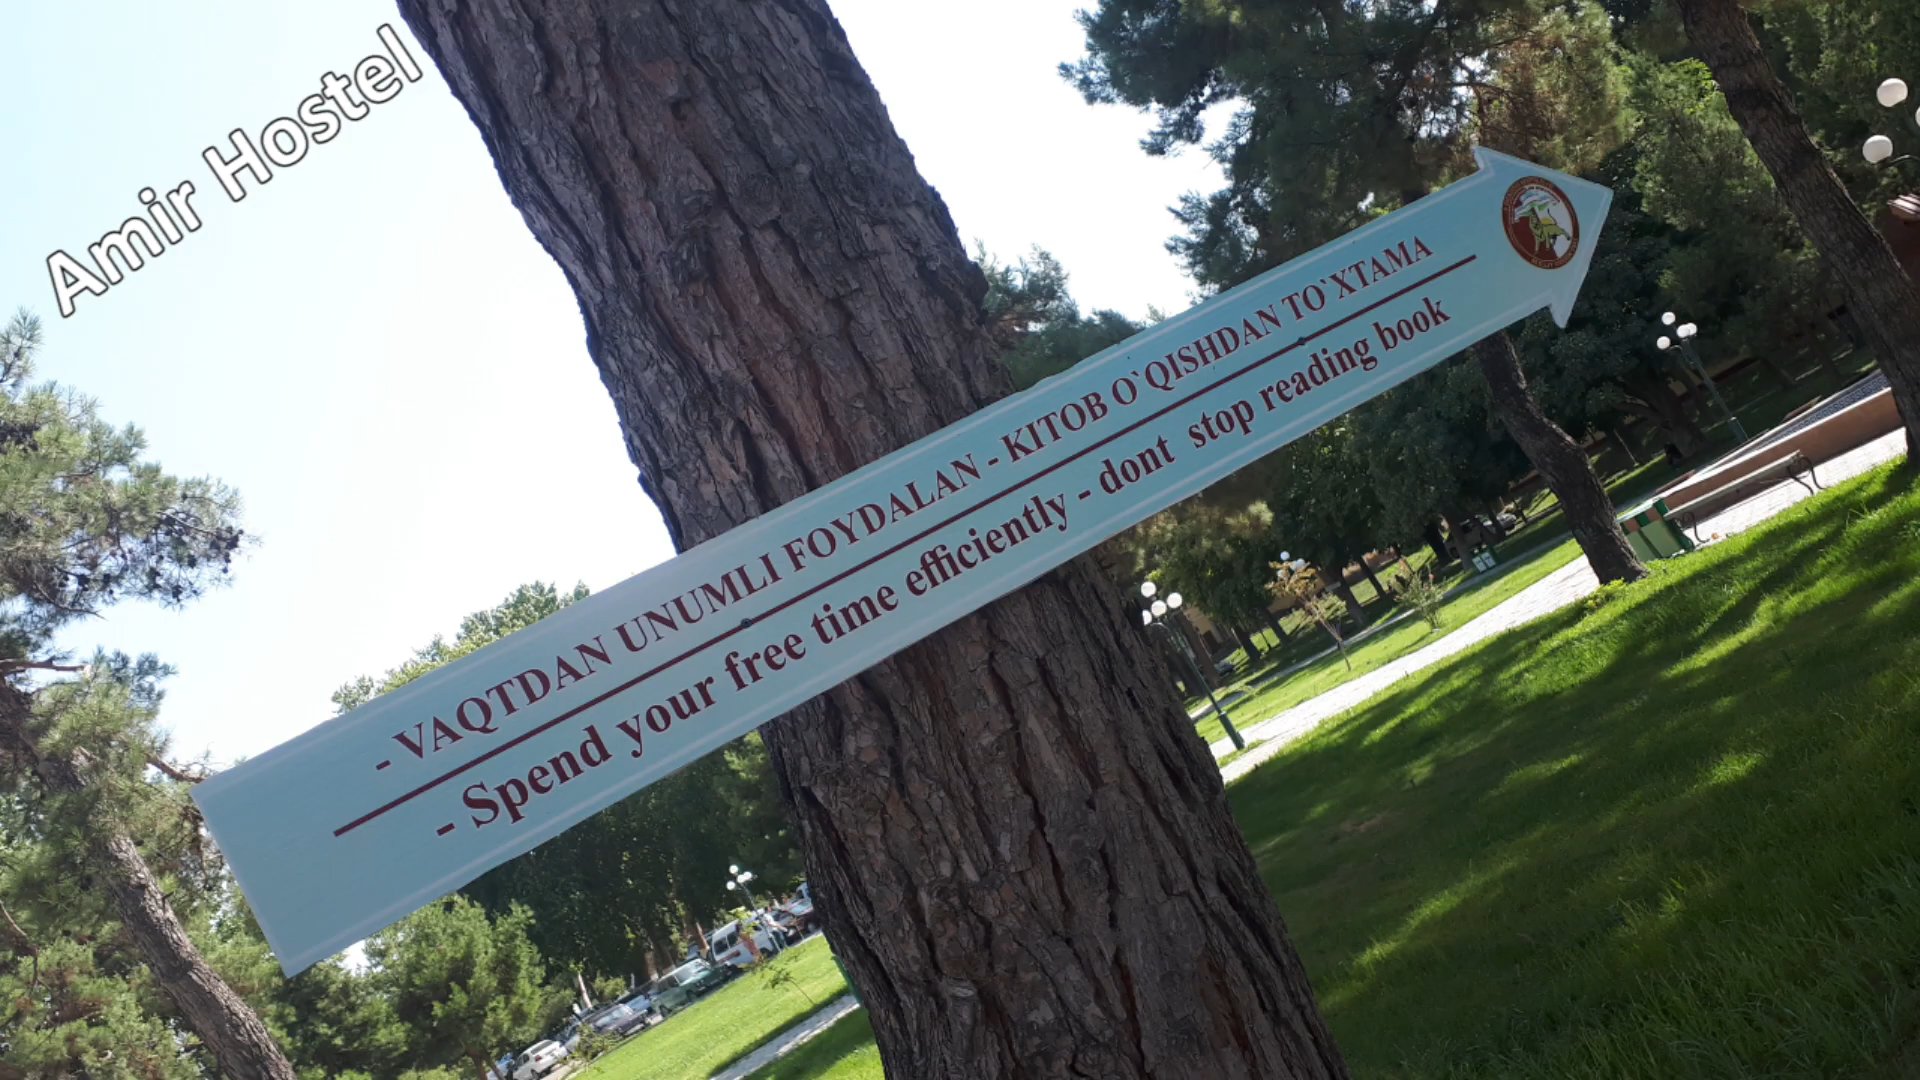 Amir Hostel
- VAQTDAN UNUMLI FOYDALAN - KITOB O`QISHDAN TO`XTAMA
- Spend your free time efficiently - dont stop reading book